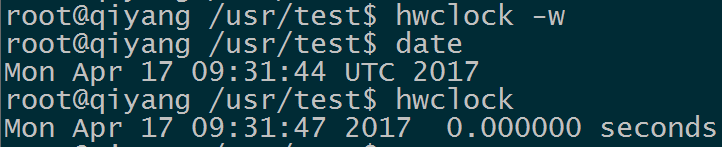 root@qiyang /usr/test$ hwclock -w
root@qiyang /usr/test$ date
Mon Apr 17 09:31:44 UTC 2017
root@qiyang /usr/test$ hwclock
Mon Apr 17 09:31:47 2017  0.000000 seconds